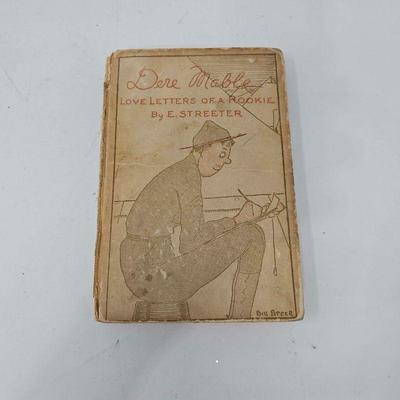 Dere Mable
LOVE LETTERS OF A ROOKIE
By E. STREETER
Bill Breck